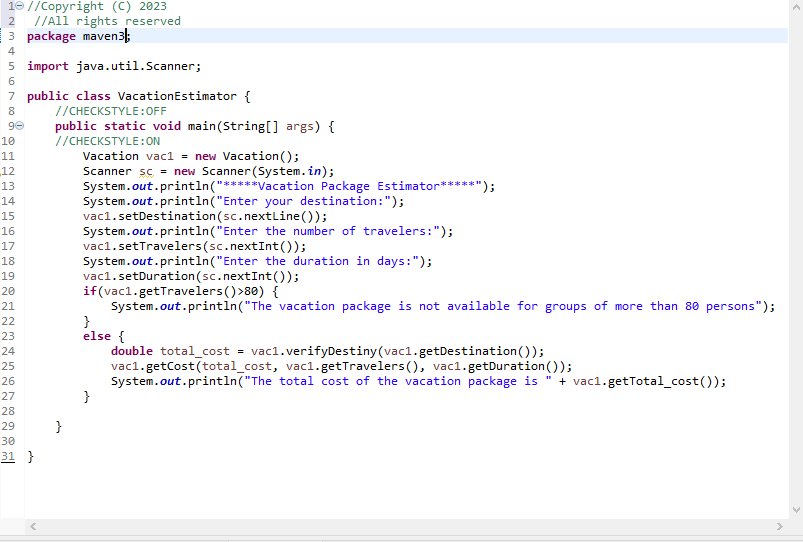 1 //Copyright (C) 2023
2 //All rights reserved
3 package maven3;
4
5 import java.util.Scanner;
6
7 public class VacationEstimator {
8 //CHECKSTYLE:OFF
9 public static void main(String[] args) {
10 //CHECKSTYLE:ON
11 Vacation vac1 = new Vacation();
12 Scanner sc = new Scanner(System.in);
13 System.out.println("*****Vacation Package Estimator*****");
14 System.out.println("Enter your destination:");
15 vac1.setDestination(sc.nextLine());
16 System.out.println("Enter the number of travelers:");
17 vac1.setTravelers(sc.nextInt());
18 System.out.println("Enter the duration in days:");
19 vac1.setDuration(sc.nextInt());
20 if(vac1.getTravelers()>80) {
21 System.out.println("The vacation package is not available for groups of more than 80 persons");
22 }
23 else {
24 double total_cost = vac1.verifyDestiny(vac1.getDestination());
25 vac1.getCost(total_cost, vac1.getTravelers(), vac1.getDuration());
26 System.out.println("The total cost of the vacation package is " + vac1.getTotal_cost());
27 }
28
29 }
30
31 }